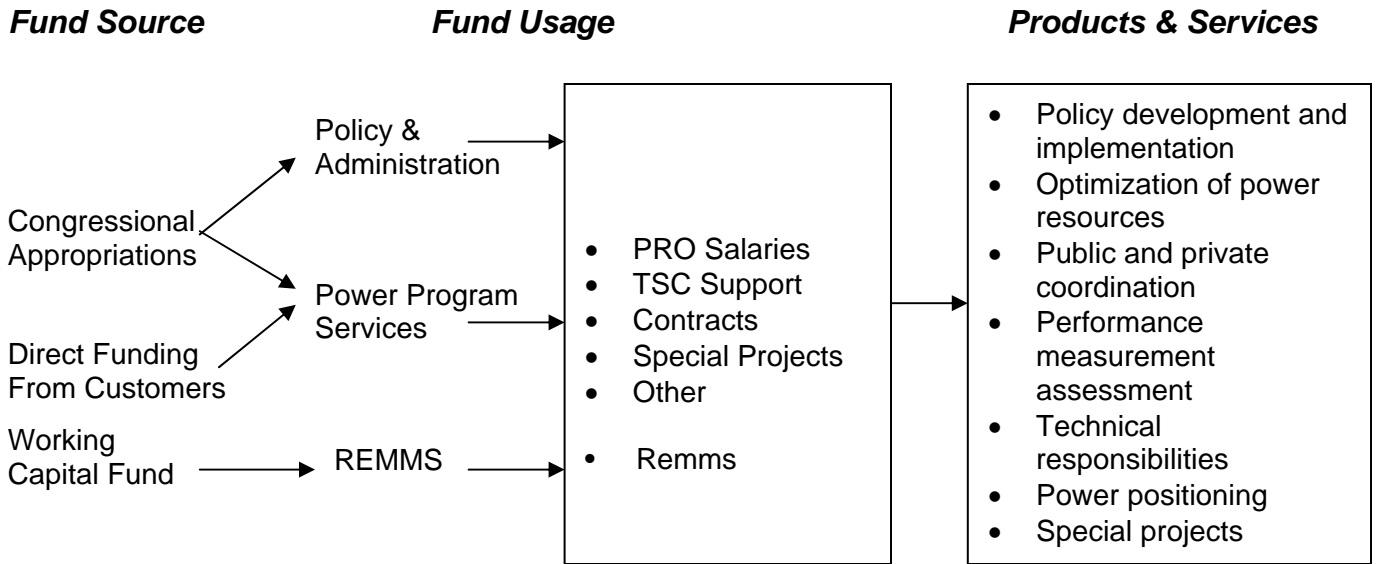 Fund Source
Fund Usage
Products & Services
Congressional
Appropriations
Direct Funding
From Customers
Working
Capital Fund
Policy &
Administration
Power Program
Services
REMMS
• PRO Salaries
• TSC Support
• Contracts
• Special Projects
• Other
• Remms
• Policy development and
implementation
• Optimization of power
resources
• Public and private
coordination
• Performance
measurement
assessment
• Technical
responsibilities
• Power positioning
• Special projects